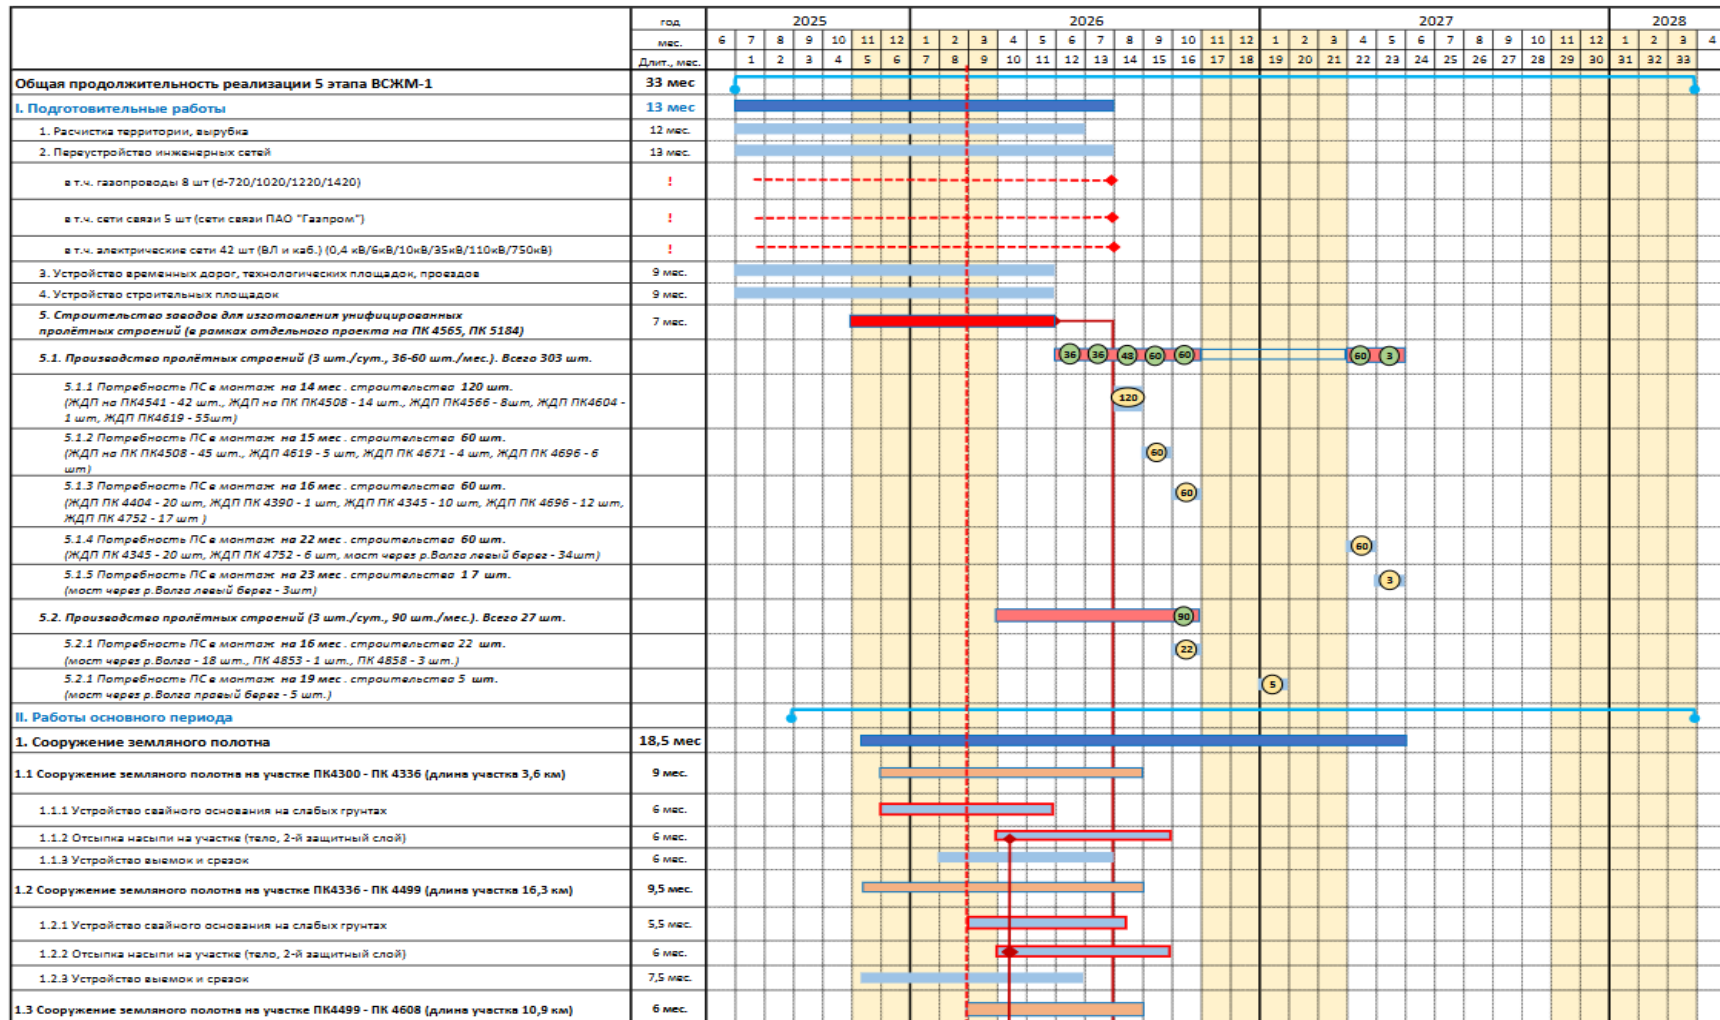 год 2025 2026 2027 2028
мес. 6 7 8 9 10 11 12 1 2 3 4 5 6 7 8 9 10 11 12 1 2 3 4 5 6 7 8 9 10 11 12 1 2 3 4
Длит., мес. 1 2 3 4 5 6 7 8 9 10 11 12 13 14 15 16 17 18 19 20 21 22 23 24 25 26 27 28 29 30 31 32 33
Общая продолжительность реализации 5 этапа ВСЖМ-1 33 мес
I. Подготовительные работы 13 мес
1. Расчистка территории, вырубка 12 мес.
2. Переустройство инженерных сетей 13 мес.
в т.ч. газопроводы 8 шт (d-720/1020/1220/1420) !
в т.ч. сети связи 5 шт (сети связи ПАО "Газпром") !
в т.ч. электрические сети 42 шт (ВЛ и каб.) (0,4 кВ/6кВ/10кВ/35кВ/110кВ/750кВ) !
3. Устройство временных дорог, технологических площадок, проездов 9 мес.
4. Устройство строительных площадок 9 мес.
5. Строительство заводов для изготовления унифицированных
пролётных строений (в рамках отдельного проекта на ПК 4565, ПК 5184) 7 мес.
5.1. Производство пролётных строений (3 шт./сут., 36-60 шт./мес.). Всего 303 шт. 36 36 48 60 60 60 3
5.1.1 Потребность ПС в монтаж на 14 мес. строительства 120 шт.
(ЖДП на ПК4541 - 42 шт., ЖДП на ПК ПК4508 - 14 шт., ЖДП ПК4566 - 8шт, ЖДП ПК4604 - 120
1 шт, ЖДП ПК4619 - 55шт)
5.1.2 Потребность ПС в монтаж на 15 мес. строительства 60 шт.
(ЖДП на ПК ПК4508 - 45 шт., ЖДП 4619 - 5 шт, ЖДП ПК 4671 - 4 шт, ЖДП ПК 4696 - 6 60
шт)
5.1.3 Потребность ПС в монтаж на 16 мес. строительства 60 шт.
(ЖДП ПК 4404 - 20 шт, ЖДП ПК 4390 - 1 шт, ЖДП ПК 4345 - 10 шт, ЖДП ПК 4696 - 12 шт, 60
ЖДП ПК 4752 - 17 шт )
5.1.4 Потребность ПС в монтаж на 22 мес. строительства 60 шт.
(ЖДП ПК 4345 - 20 шт, ЖДП ПК 4752 - 6 шт, мост через р.Волга левый берег - 34шт) 60
5.1.5 Потребность ПС в монтаж на 23 мес. строительства 1 7 шт.
(мост через р.Волга левый берег - 3шт) 3
5.2. Производство пролётных строений (3 шт./сут., 90 шт./мес.). Всего 27 шт. 90
5.2.1 Потребность ПС в монтаж на 16 мес. строительства 22 шт.
(мост через р.Волга - 18 шт., ПК 4853 - 1 шт., ПК 4858 - 3 шт.) 22
5.2.1 Потребность ПС в монтаж на 19 мес. строительства 5 шт.
(мост через р.Волга правый берег - 5 шт.) 5
II. Работы основного периода
1. Сооружение земляного полотна 18,5 мес
1.1 Сооружение земляного полотна на участке ПК4300 - ПК 4336 (длина участка 3,6 км) 9 мес.
1.1.1 Устройство свайного основания на слабых грунтах 6 мес.
1.1.2 Отсыпка насыпи на участке (тело, 2-й защитный слой) 6 мес.
1.1.3 Устройство выемок и срезок 6 мес.
1.2 Сооружение земляного полотна на участке ПК4336 - ПК 4499 (длина участка 16,3 км) 9,5 мес.
1.2.1 Устройство свайного основания на слабых грунтах 5,5 мес.
1.2.2 Отсыпка насыпи на участке (тело, 2-й защитный слой) 6 мес.
1.2.3 Устройство выемок и срезок 7,5 мес.
1.3 Сооружение земляного полотна на участке ПК4499 - ПК 4608 (длина участка 10,9 км) 6 мес.